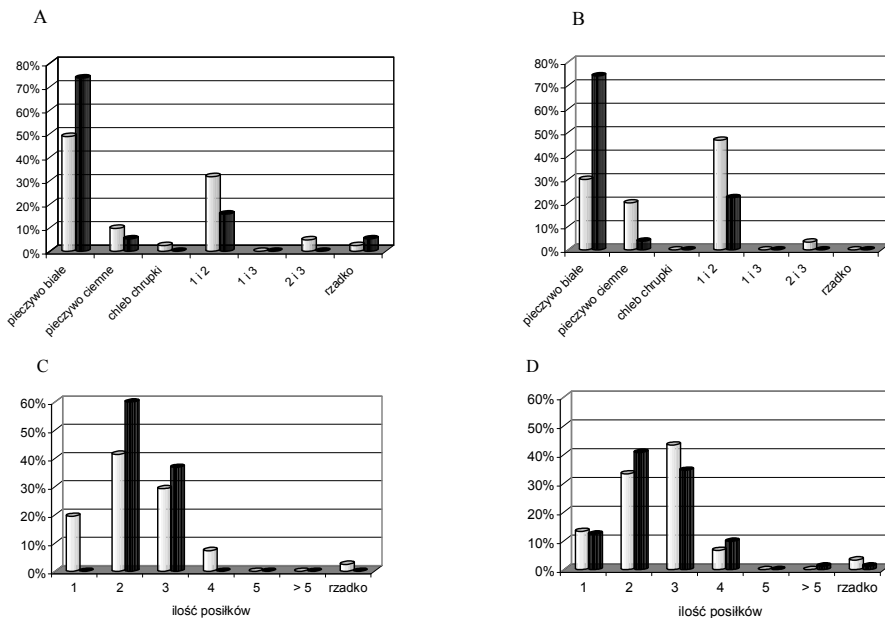 A
80%
70%
60%
50%
40%
30%
20%
10%
0%
pieczywo białe
pieczywo ciemne
chleb chrupki
1 i 2
1 i 3
2 i 3
rzadko
B
80%
70%
60%
50%
40%
30%
20%
10%
0%
pieczywo białe
pieczywo ciemne
chleb chrupki
1 i 2
1 i 3
2 i 3
rzadko
C
60%
50%
40%
30%
20%
10%
0%
1 2 3 4 5 > 5 rzadko
ilość posiłków
D
60%
50%
40%
30%
20%
10%
0%
1 2 3 4 5 > 5 rzadko
ilość posiłków